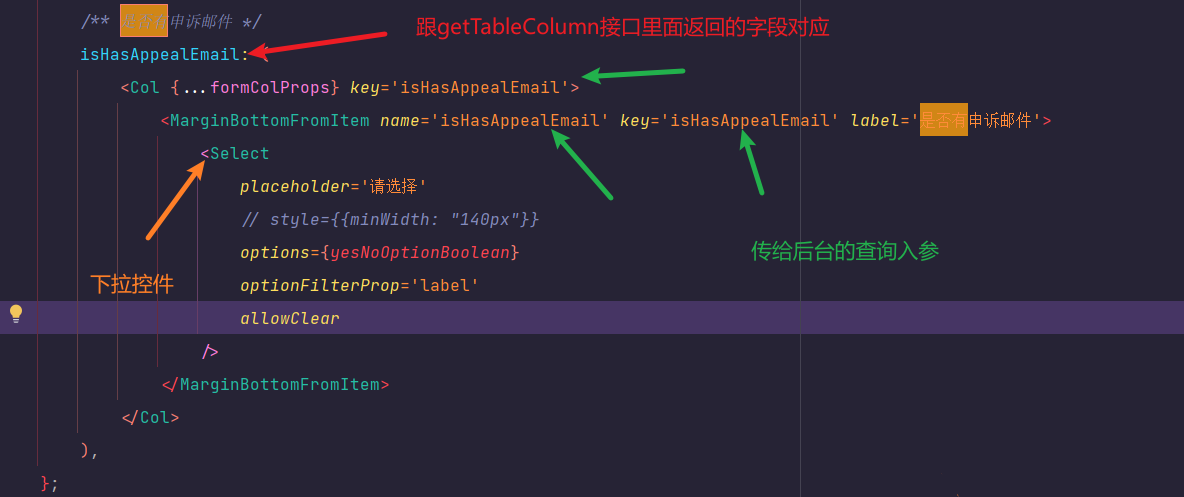 /** 是否有申诉邮件 */
跟getTableColumn接口里面返回的字段对应
isHasAppealEmail: (
<Col {...formColProps} key='isHasAppealEmail'>
<MarginBottomFromItem name='isHasAppealEmail' key='isHasAppealEmail' label='是否有申诉邮件'>
<Select
placeholder='请选择'
// style={{minWidth: "140px"}}
options={yesNoOptionBoolean}
传给后台的查询入参
下拉控件
optionFilterProp='label'
allowClear
/>
</MarginBottomFromItem>
</Col>
),
};